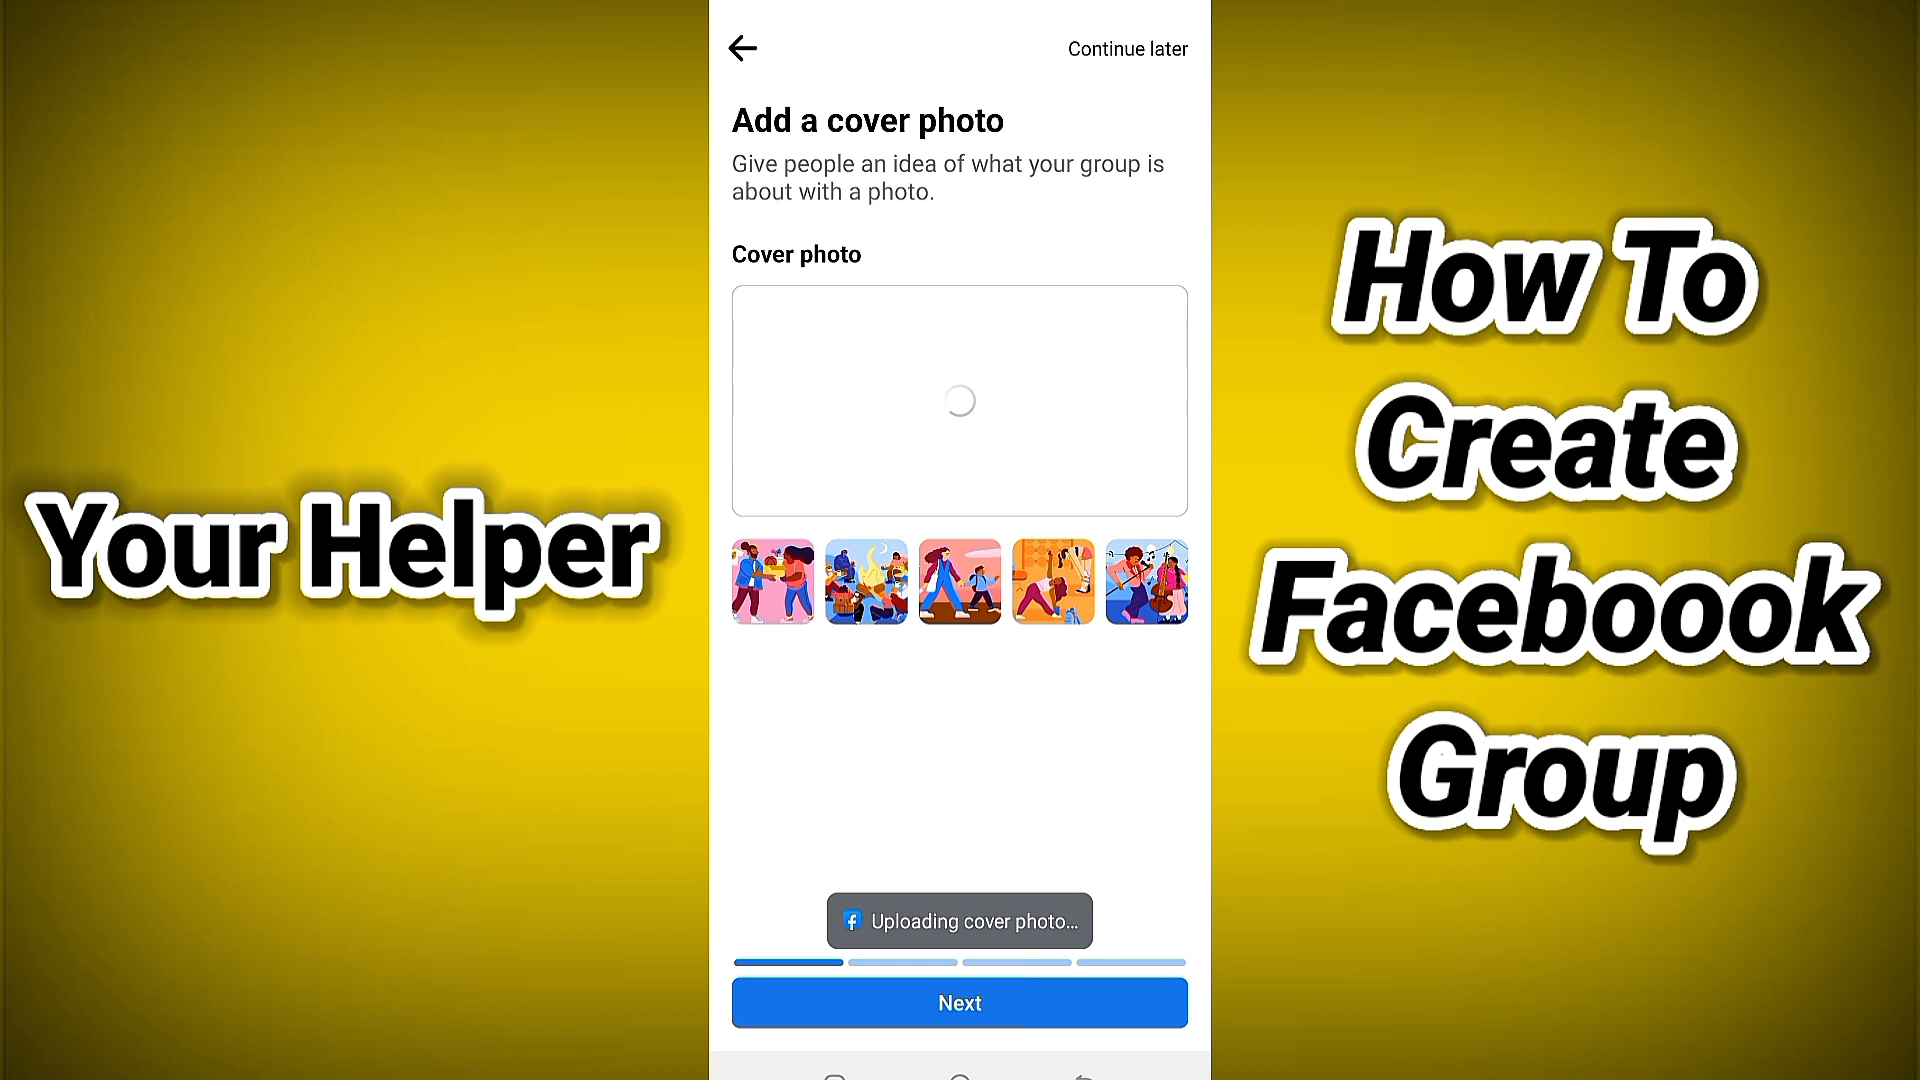 Continue later
Add a cover photo
Give people an idea of what your group is
about with a photo.
Cover photo
Uploading cover photo...
Next
Your Helper
How To
Create
Faceboook
Group